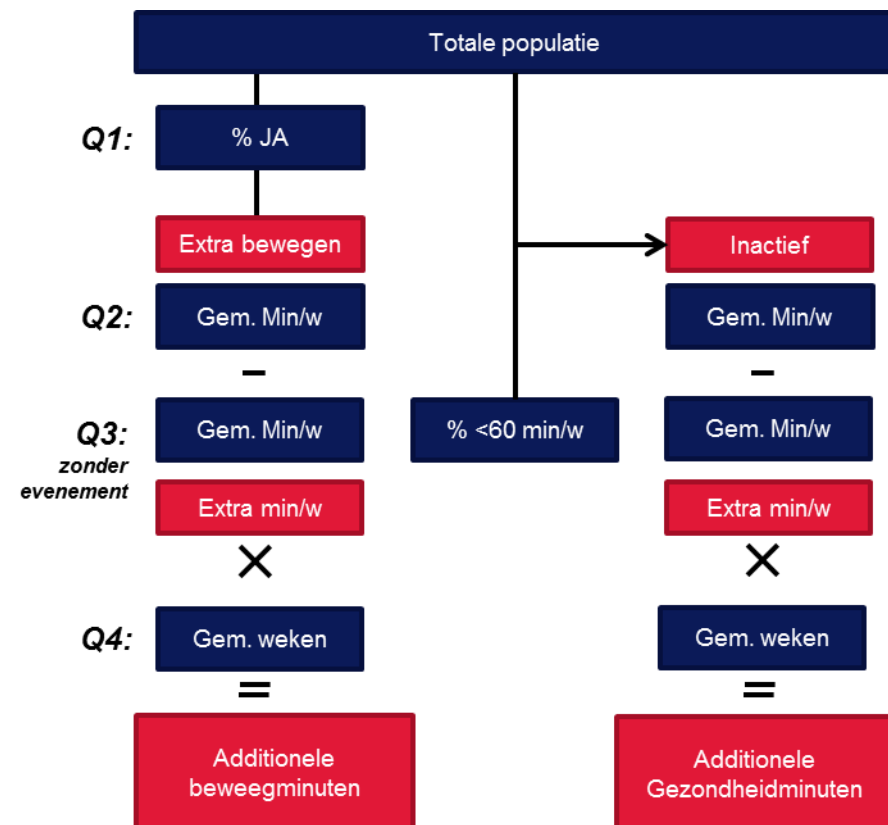 Totale populatie
Q1:
% JA
Extra bewegen
Inactief
Q2:
Gem. Min/w
Gem. Min/w
–
–
Q3:
zonder
evenement
Gem. Min/w
% <60 min/w
Gem. Min/w
Extra min/w
Extra min/w
×
×
Q4:
Gem. weken
Gem. weken
=
=
Additionele
beweegminuten
Additionele
Gezondheidminuten